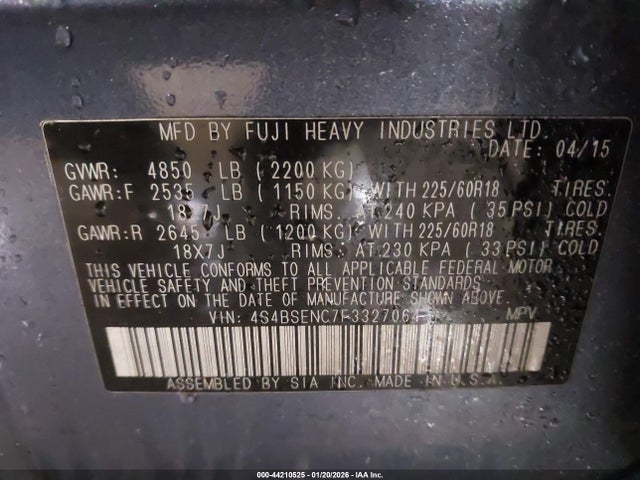 MFD BY FUJI HEAVY INDUSTRIES LTD.
DATE: 04/15
GVWR: 4850 LB ( 2200 KG)
GAWR:F 2535 LB ( 1150 KG) WITH 225/60R18 TIRES.
18X7J RIMS. AT 240 KPA ( 35 PSI) COLD
GAWR:R 2645 LB ( 1200 KG) WITH 225/60R18 TIRES.
18X7J RIMS. AT 230 KPA ( 33 PSI) COLD
THIS VEHICLE CONFORMS TO ALL APPLICABLE FEDERAL MOTOR
VEHICLE SAFETY AND THEFT PREVENTION STANDARDS
IN EFFECT ON THE DATE OF MANUFACTURE SHOWN ABOVE.
VIN: MPV
ASSEMBLED BY SIA INC. MADE IN U.S.A.
000-44210525 | 01/20/2026 | IAA Inc.